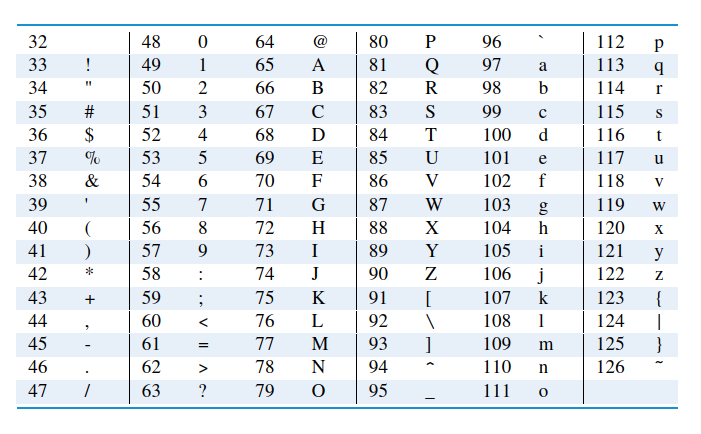 32 48 0 64 @ 80 P 96 ` 112 p
33 ! 49 1 65 A 81 Q 97 a 113 q
34 " 50 2 66 B 82 R 98 b 114 r
35 # 51 3 67 C 83 S 99 c 115 s
36 $ 52 4 68 D 84 T 100 d 116 t
37 % 53 5 69 E 85 U 101 e 117 u
38 & 54 6 70 F 86 V 102 f 118 v
39 ' 55 7 71 G 87 W 103 g 119 w
40 ( 56 8 72 H 88 X 104 h 120 x
41 ) 57 9 73 I 89 Y 105 i 121 y
42 * 58 : 74 J 90 Z 106 j 122 z
43 + 59 ; 75 K 91 [ 107 k 123 {
44 , 60 < 76 L 92 \ 108 l 124 |
45 - 61 = 77 M 93 ] 109 m 125 }
46 . 62 > 78 N 94 ^ 110 n 126 ~
47 / 63 ? 79 O 95 _ 111 o